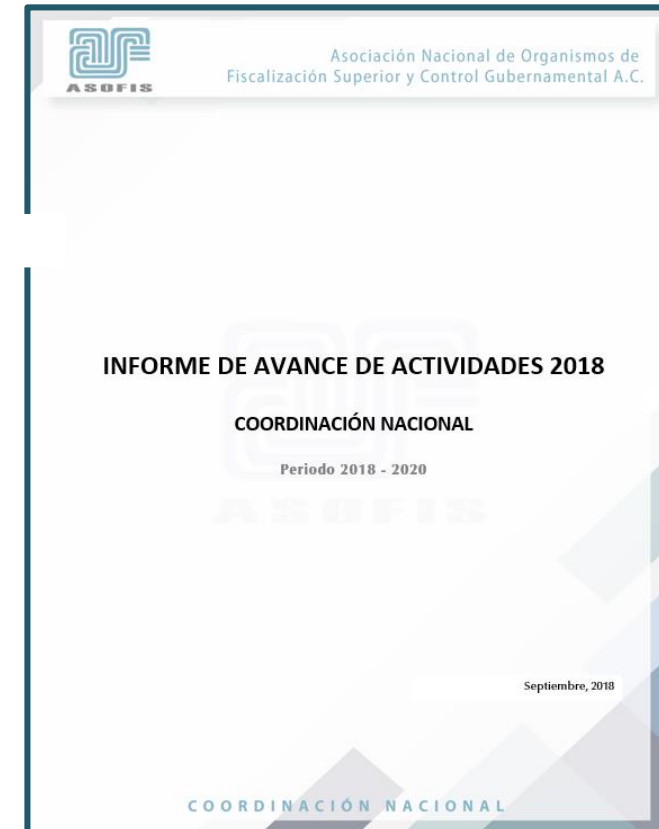 ASOFIS
Asociación Nacional de Organismos de
Fiscalización Superior y Control Gubernamental A.C.
INFORME DE AVANCE DE ACTIVIDADES 2018
COORDINACIÓN NACIONAL
Periodo 2018 - 2020
ASOFIS
Septiembre, 2018
COORDINACIÓN NACIONAL